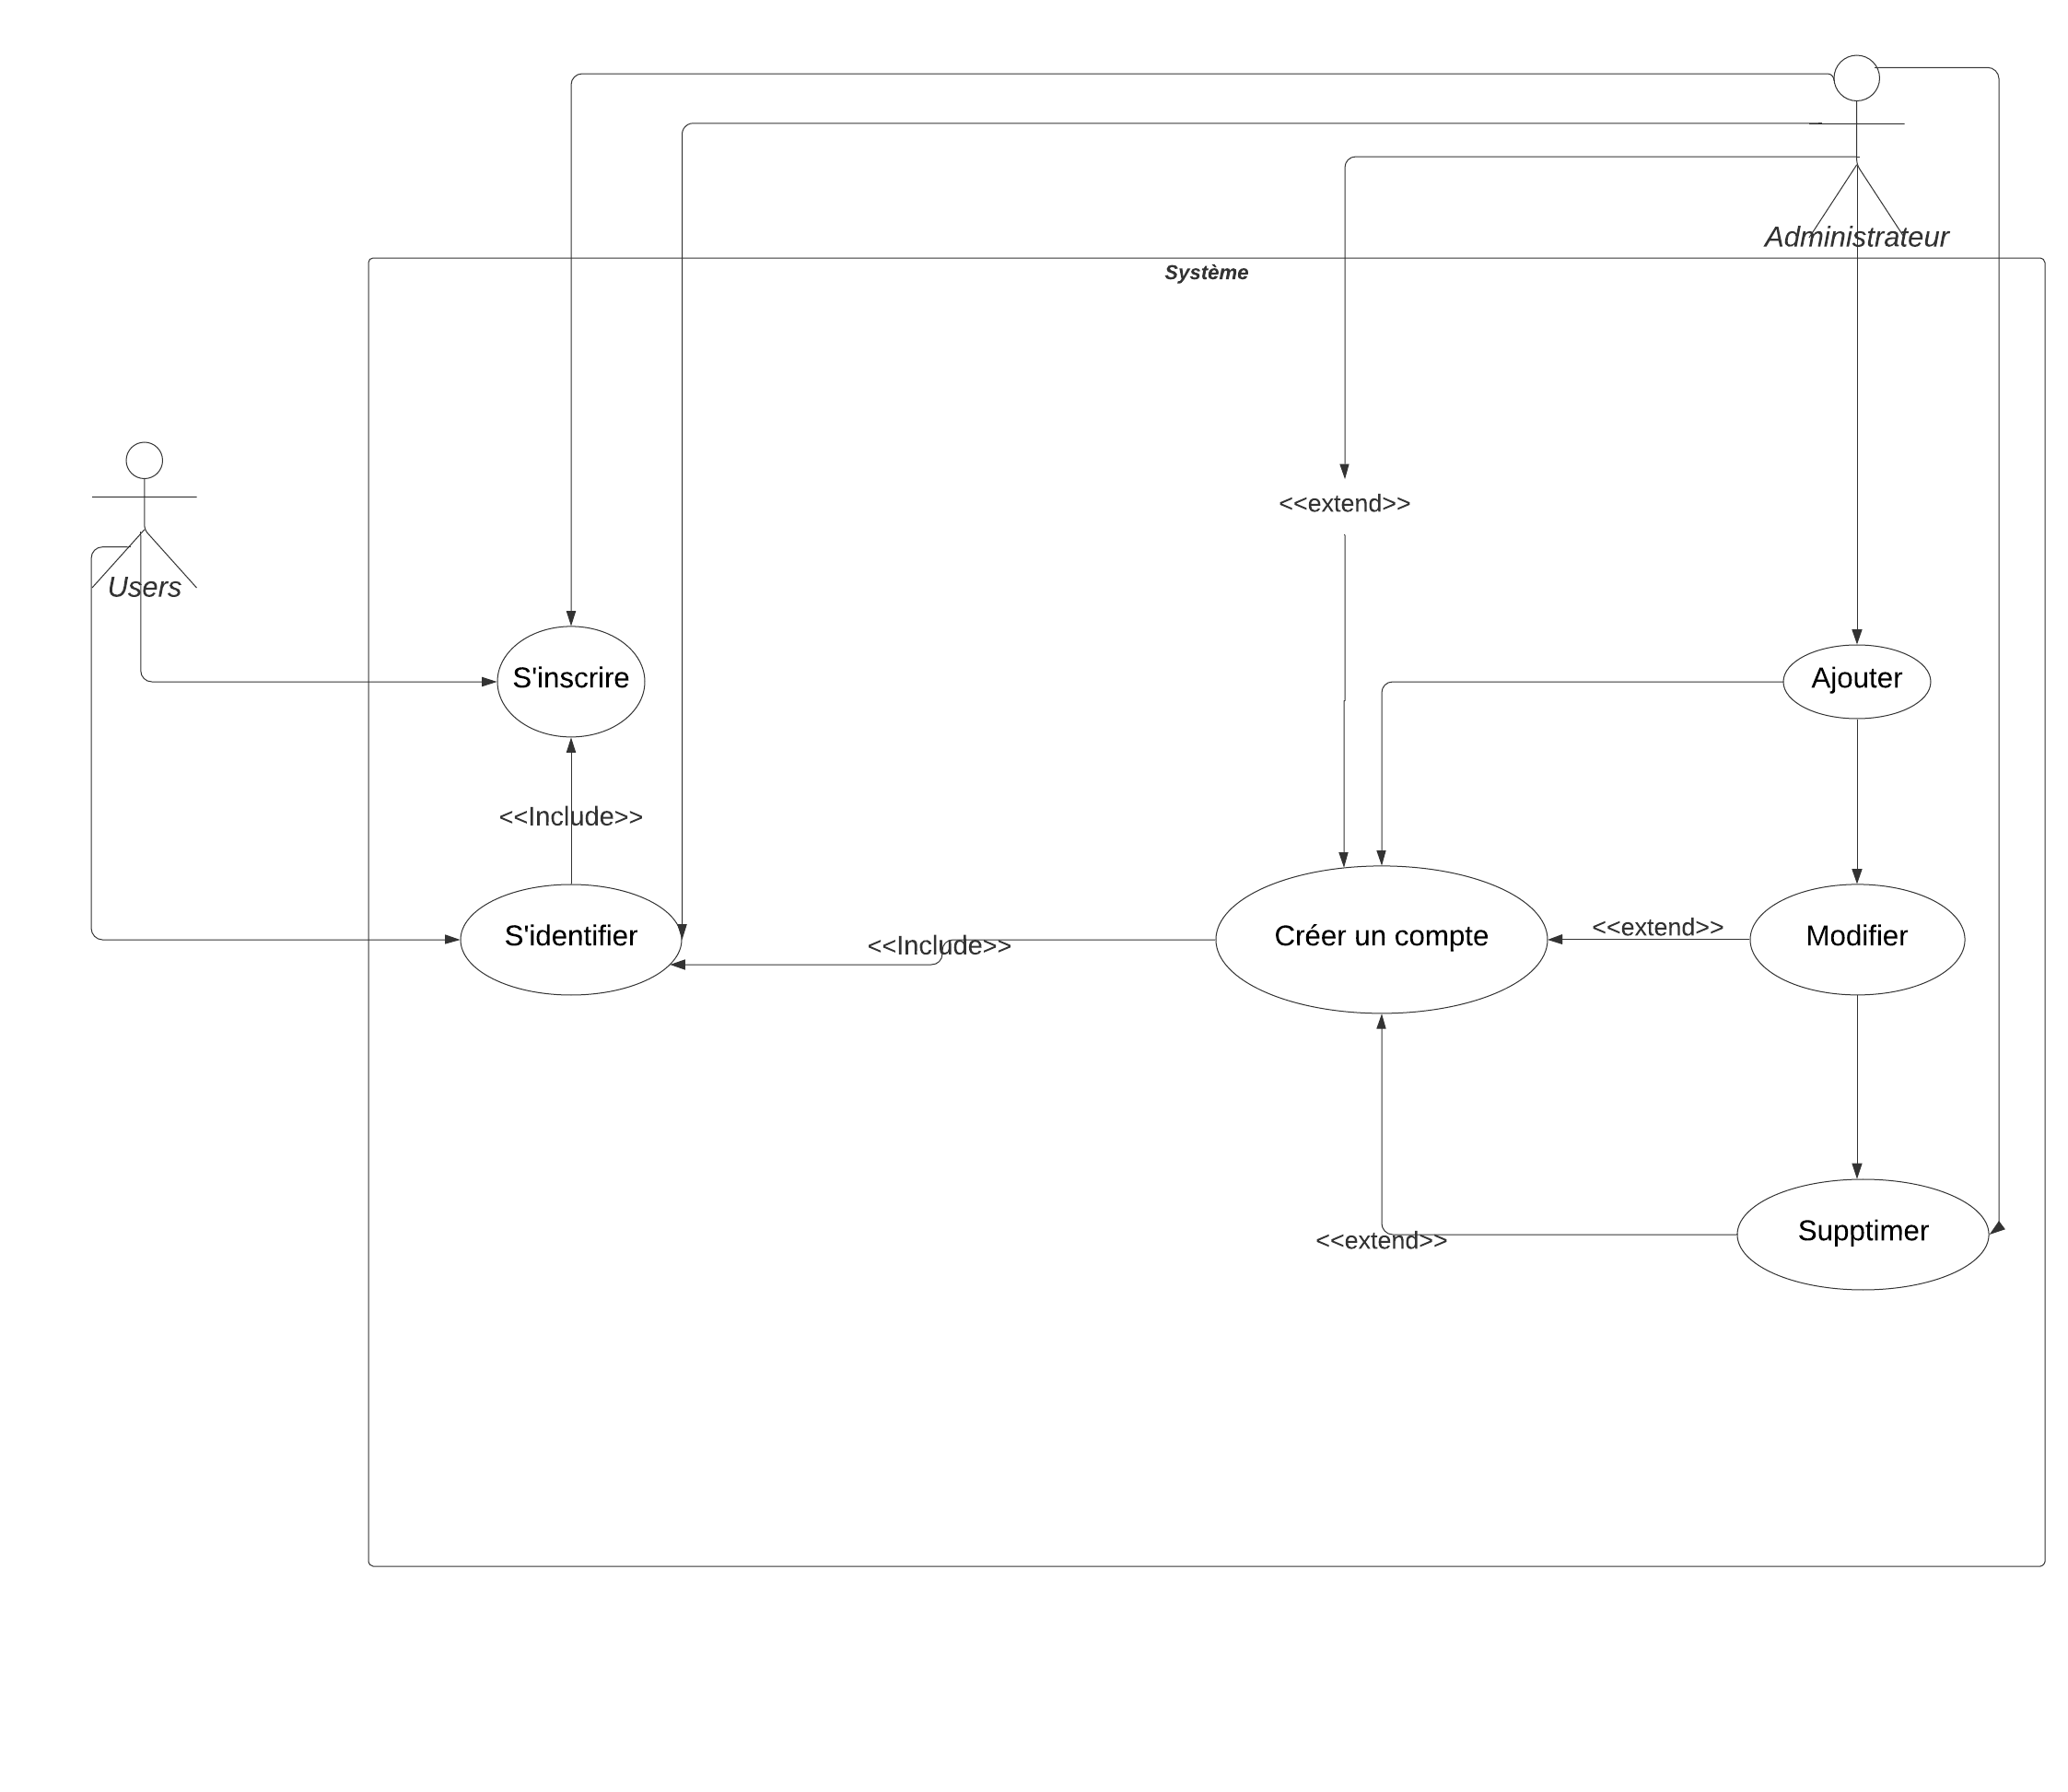 Administrateur
Système
<<extend>>
Users
S'inscrire
Ajouter
<<Include>>
S'identifier
<<Include>>
Créer un compte
<<extend>>
Modifier
Supptimer
<<extend>>